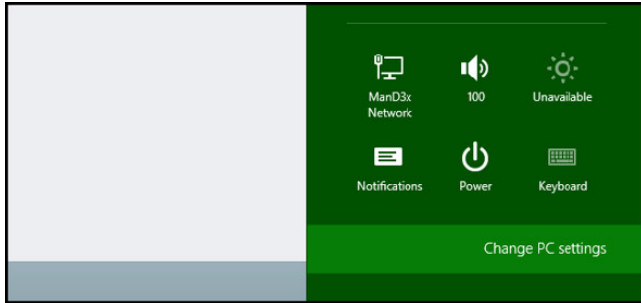 ManD3x
Network
100
Unavailable
Notifications
Power
Keyboard
Change PC settings